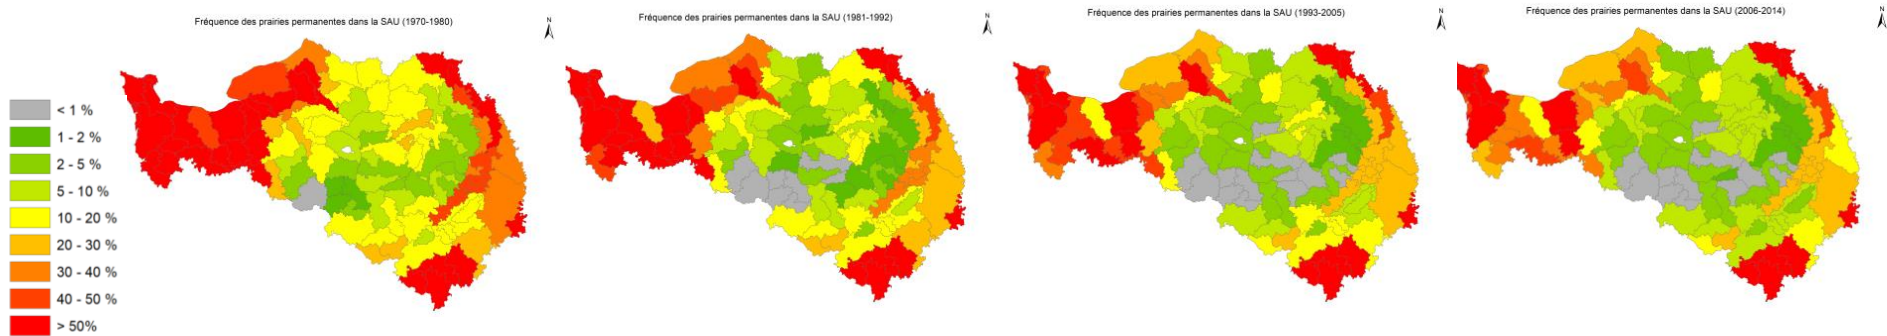 Fréquence des prairies permanentes dans la SAU (1970-1980)
N
Fréquence des prairies permanentes dans la SAU (1981-1992)
N
Fréquence des prairies permanentes dans la SAU (1993-2005)
N
Fréquence des prairies permanentes dans la SAU (2006-2014)
N
< 1 %
1 - 2 %
2 - 5 %
5 - 10 %
10 - 20 %
20 - 30 %
30 - 40 %
40 - 50 %
> 50%